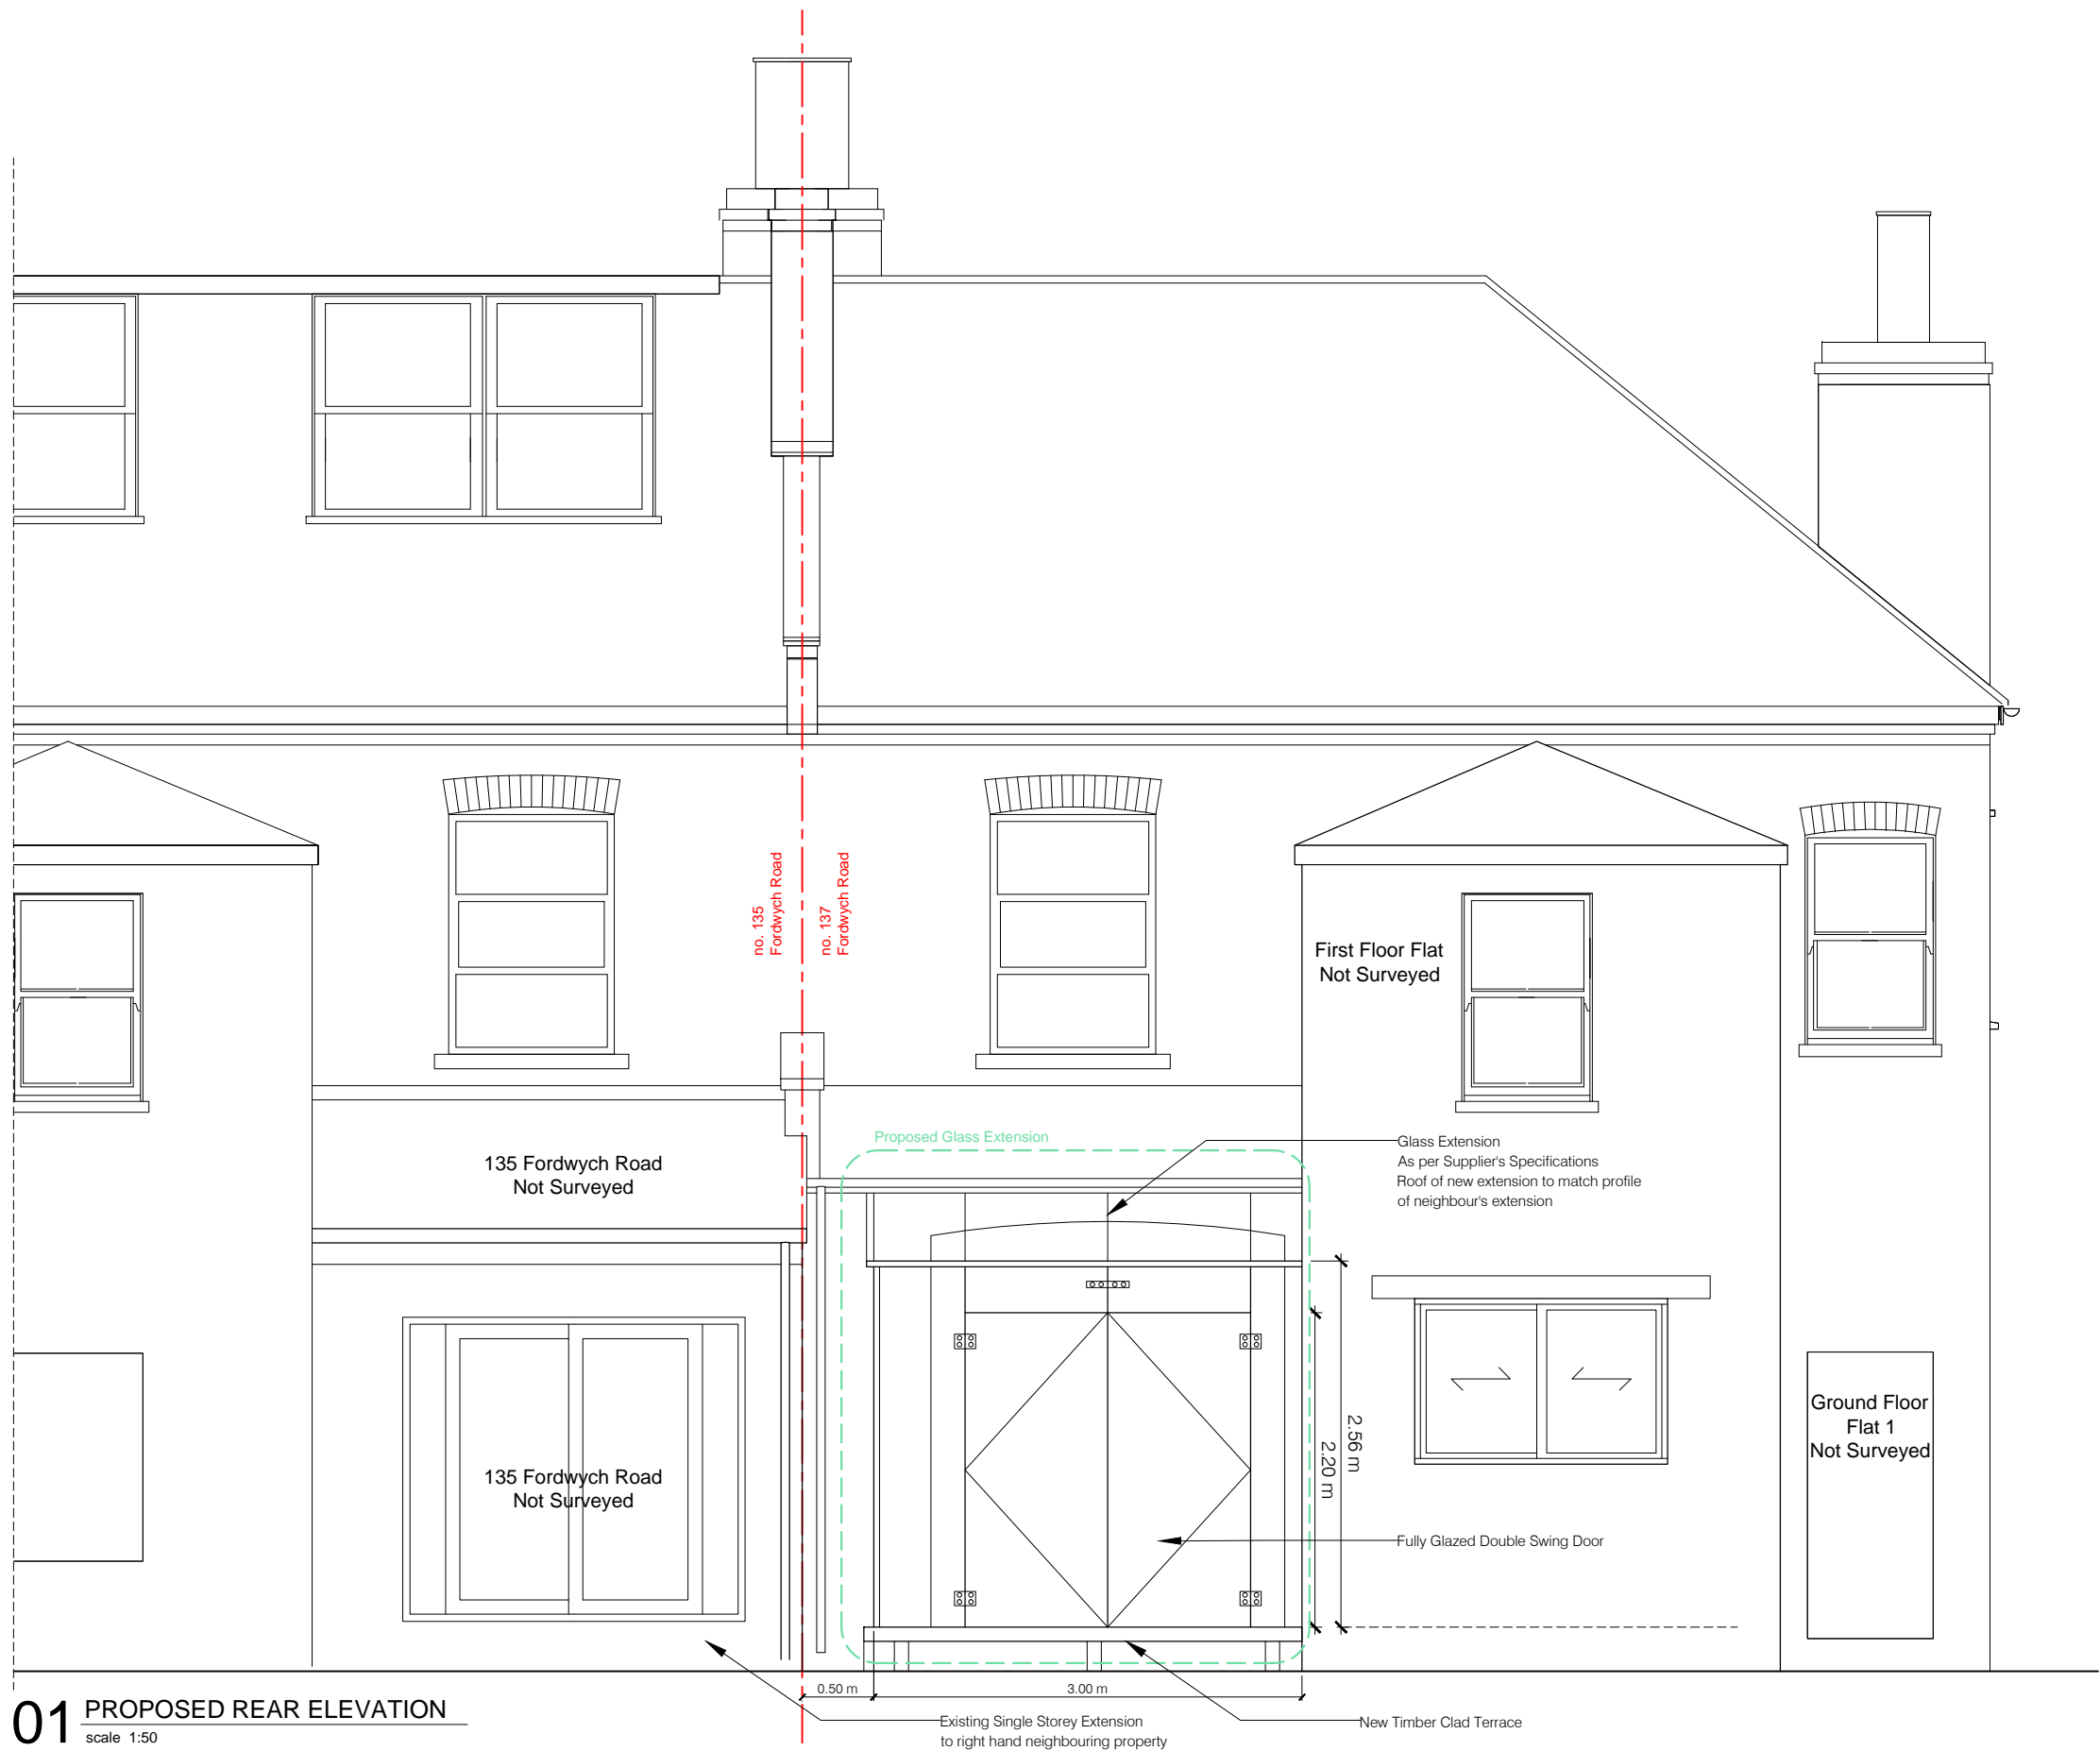 no. 135
Fordwych Road
no. 137
Fordwych Road
First Floor Flat
Not Surveyed
Proposed Glass Extension
Glass Extension
As per Supplier's Specifications
Roof of new extension to match profile
of neighbour's extension
135 Fordwych Road
Not Surveyed
2.56 m
2.20 m
Ground Floor
Flat 1
Not Surveyed
135 Fordwych Road
Not Surveyed
Fully Glazed Double Swing Door
0.50 m
3.00 m
01 PROPOSED REAR ELEVATION
scale 1:50
Existing Single Storey Extension
to right hand neighbouring property
New Timber Clad Terrace